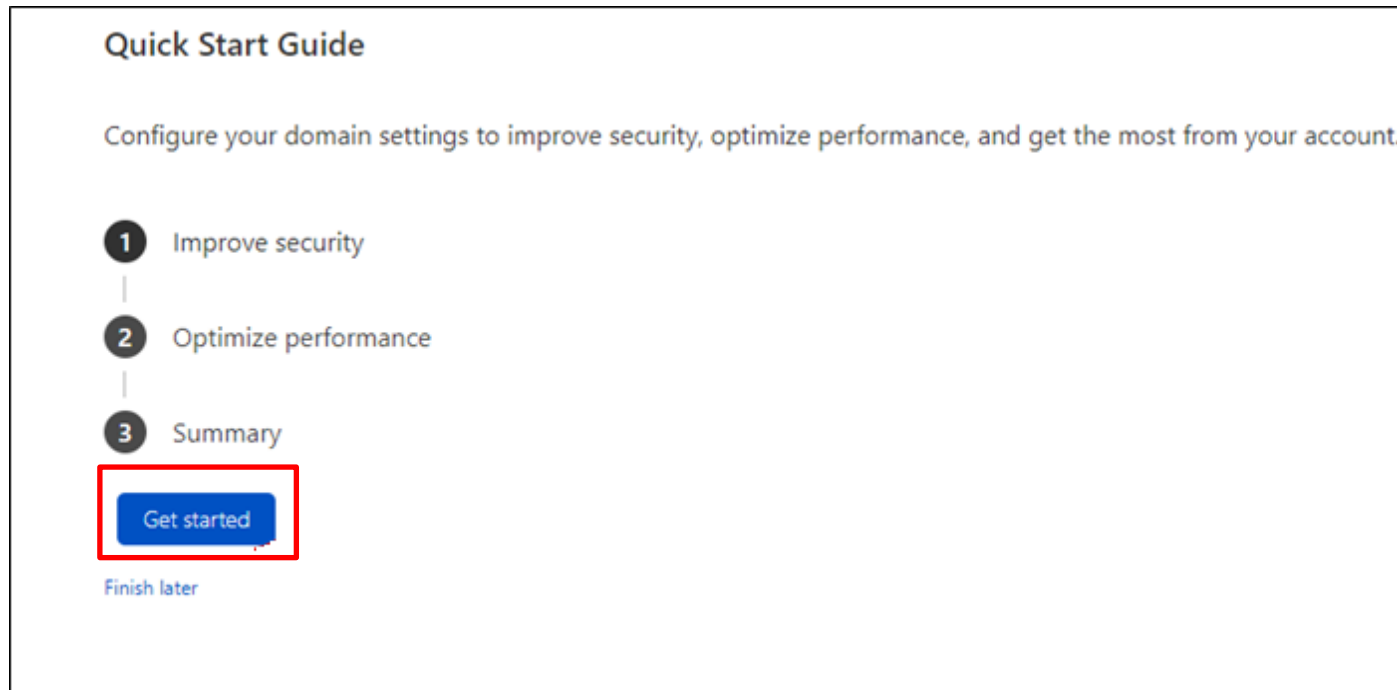 Quick Start Guide
Configure your domain settings to improve security, optimize performance, and get the most from your account.
1 Improve security
2 Optimize performance
3 Summary
Get started
Finish later